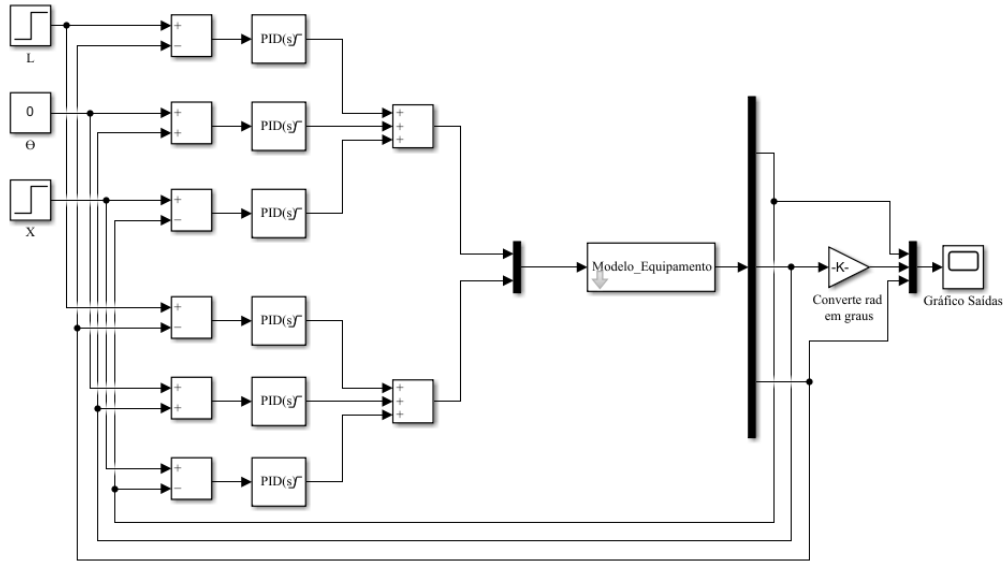 L
+
−
PID(s)
0
Ɵ
+
+
PID(s)
+
+
+
X
+
−
PID(s)
Modelo_Equipamento
-K-
Converte rad
em graus
Gráfico Saídas
+
−
PID(s)
+
+
PID(s)
+
+
+
+
−
PID(s)